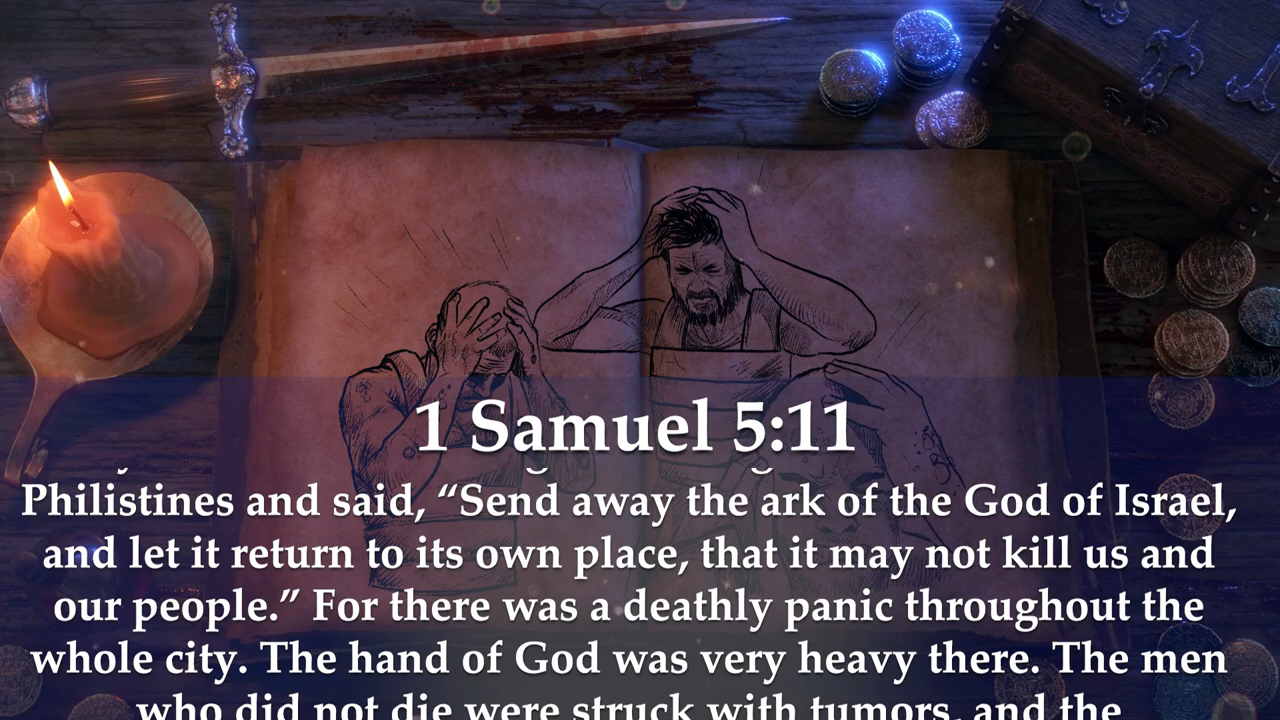 1 Samuel 5:11
Philistines and said, “Send away the ark of the God of Israel,
and let it return to its own place, that it may not kill us and
our people.” For there was a deathly panic throughout the
whole city. The hand of God was very heavy there. The men
who did not die were struck with tumors, and the